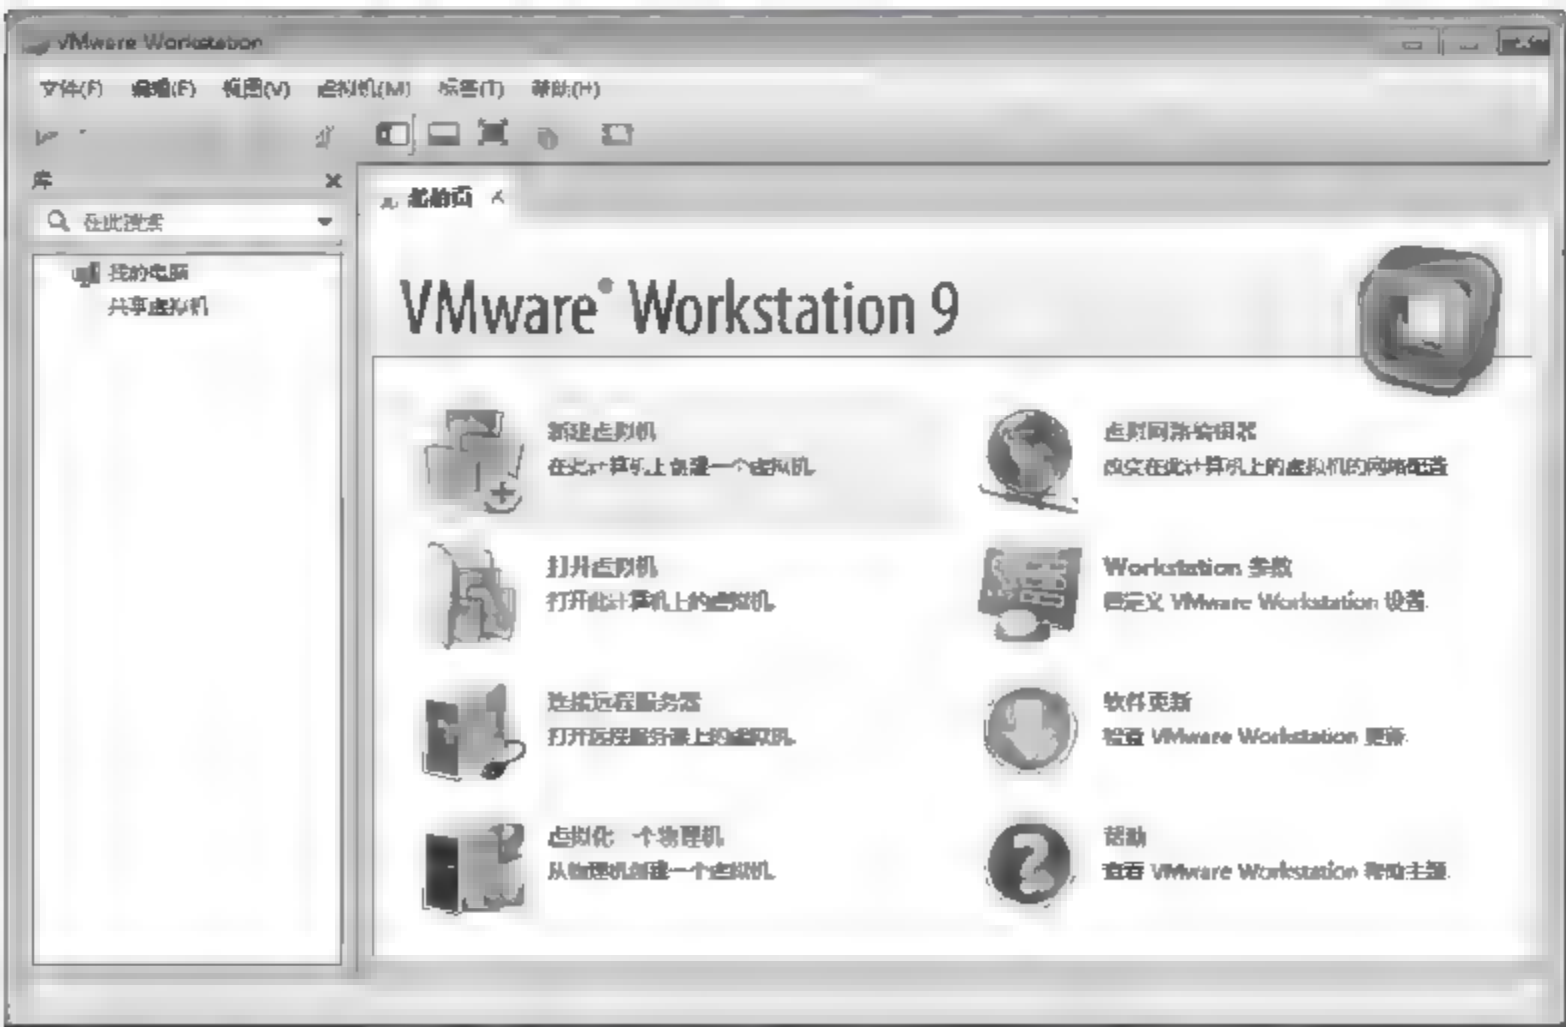 VMware Workstation
文件(F) 编辑(E) 视图(V) 虚拟机(M) 标签(T) 帮助(H)
库
在此搜索
我的电脑
共享虚拟机
起始页
VMware® Workstation 9
新建虚拟机
在此计算机上创建一个虚拟机.
打开虚拟机
打开此计算机上的虚拟机.
连接远程服务器
打开远程服务器上的虚拟机.
虚拟化一个物理机
从物理机创建一个虚拟机.
虚拟网络编辑器
改变在此计算机上的虚拟机的网络配置
Workstation 参数
自定义 VMware Workstation 设置.
软件更新
检查 VMware Workstation 更新.
帮助
查看 VMware Workstation 帮助主题.